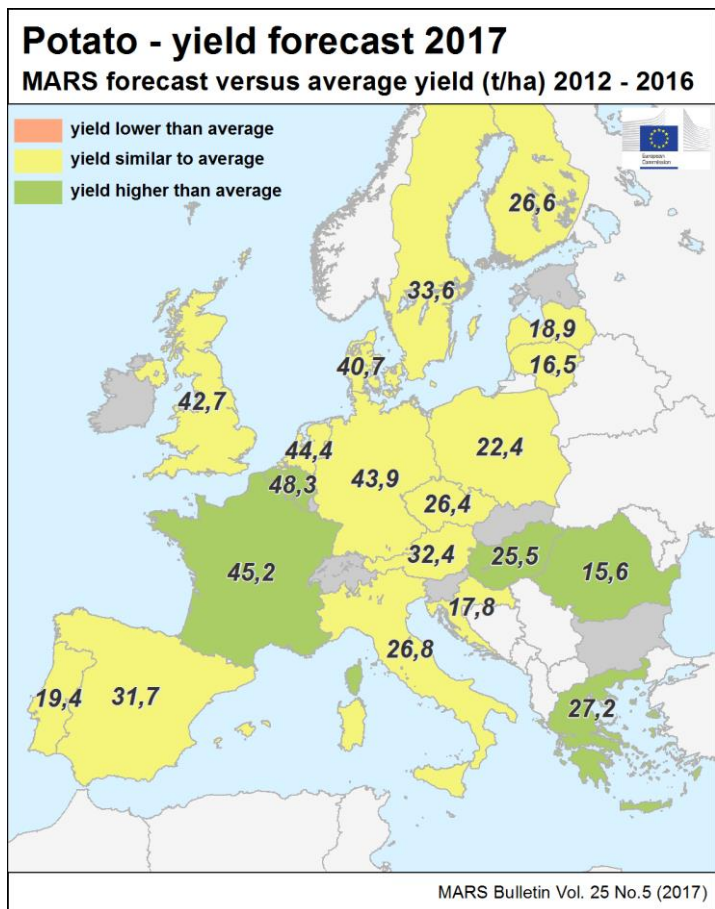 Potato - yield forecast 2017
MARS forecast versus average yield (t/ha) 2012 - 2016
yield lower than average
yield similar to average
yield higher than average
European
Commission
26,6
33,6
18,9
40,7
16,5
42,7
44,4
22,4
48,3
43,9
26,4
32,4
25,5
45,2
15,6
17,8
26,8
19,4
31,7
27,2
MARS Bulletin Vol. 25 No.5 (2017)